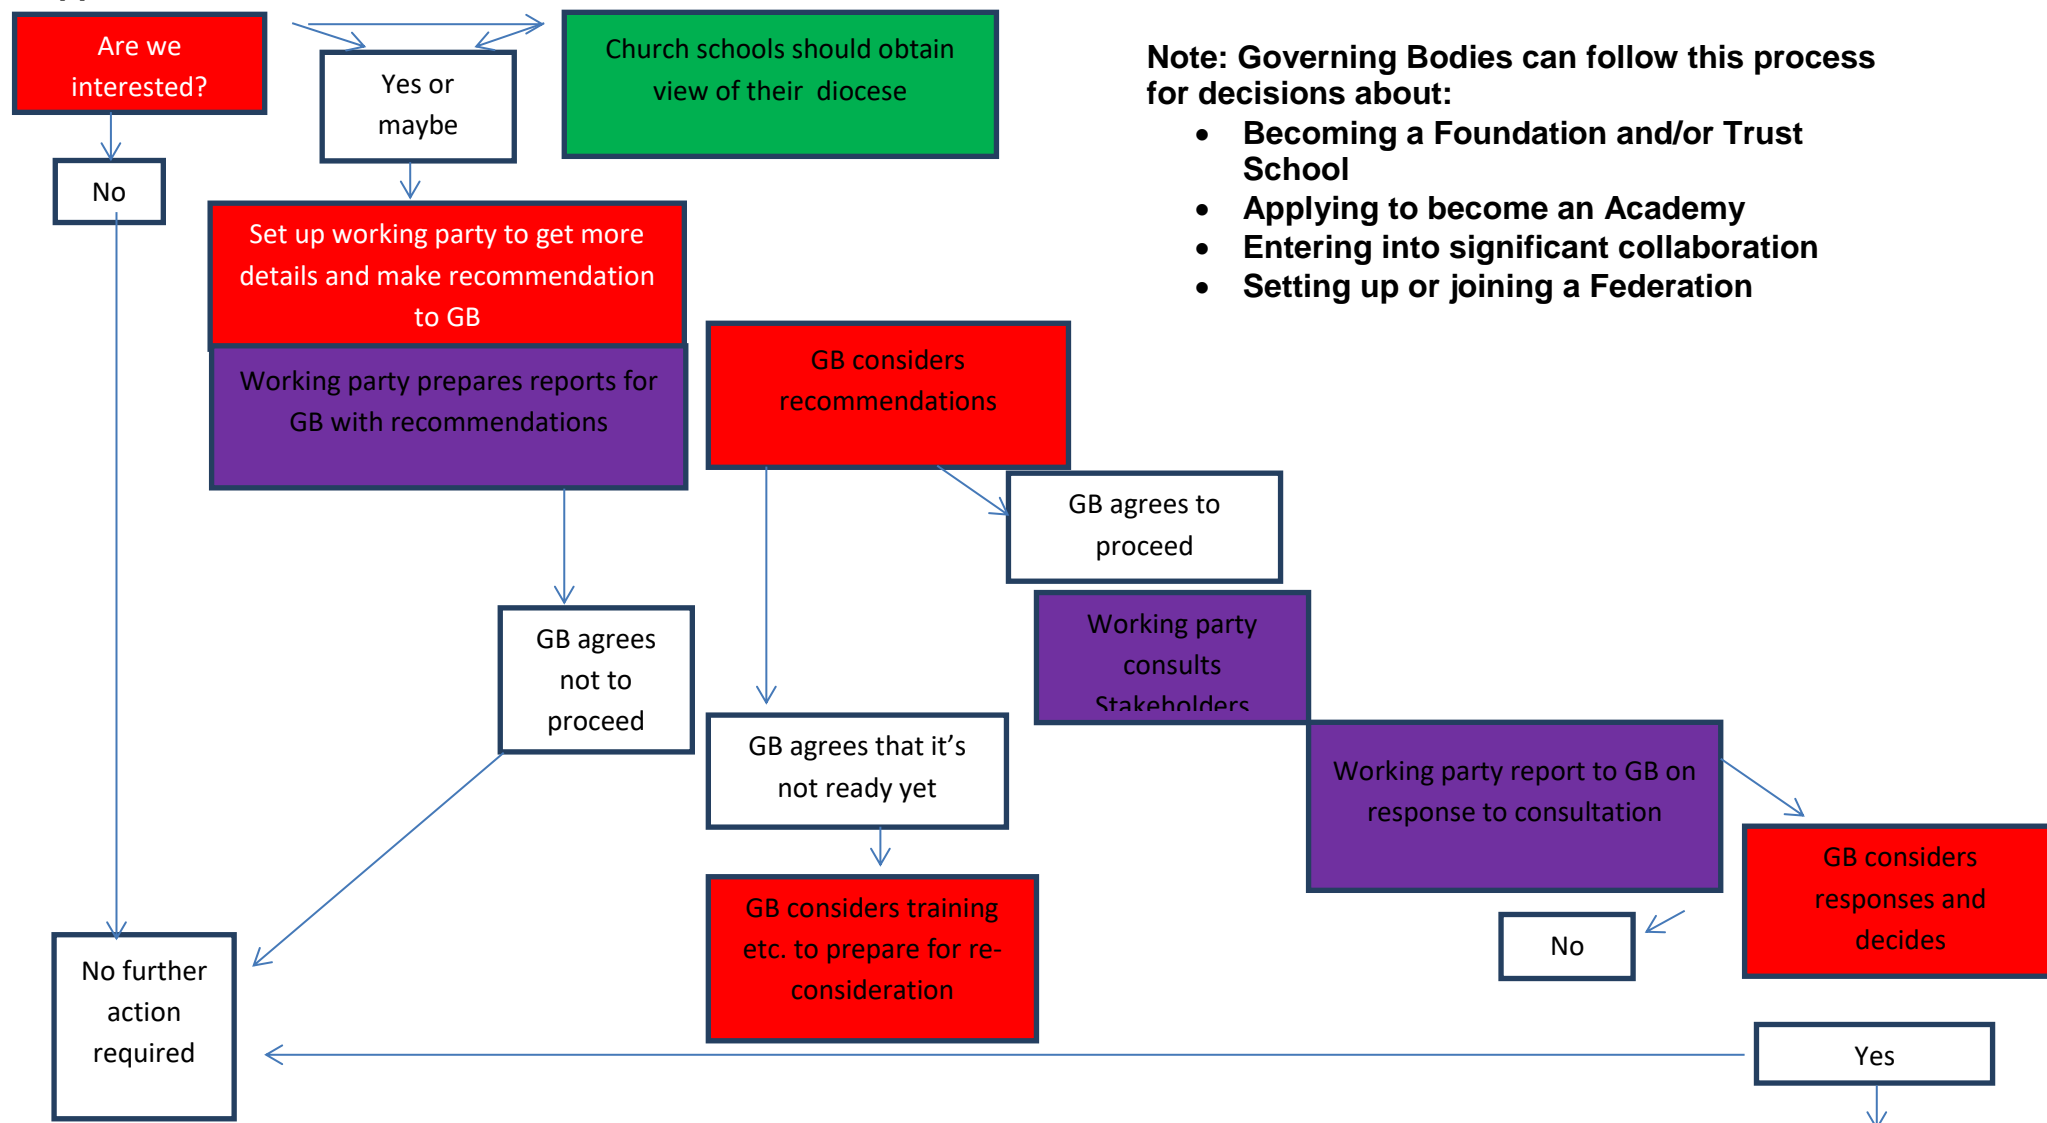 Are we
interested?
Yes or
maybe
Church schools should obtain
view of their diocese
Note: Governing Bodies can follow this process
for decisions about:
• Becoming a Foundation and/or Trust
School
• Applying to become an Academy
• Entering into significant collaboration
• Setting up or joining a Federation
No
Set up working party to get more
details and make recommendation
to GB
Working party prepares reports for
GB with recommendations
GB considers
recommendations
GB agrees to
proceed
GB agrees
not to
proceed
Working party
consults
Stakeholders
GB agrees that it's
not ready yet
Working party report to GB on
response to consultation
GB considers
responses and
decides
GB considers training
etc. to prepare for re-
consideration
No
No further
action
required
Yes